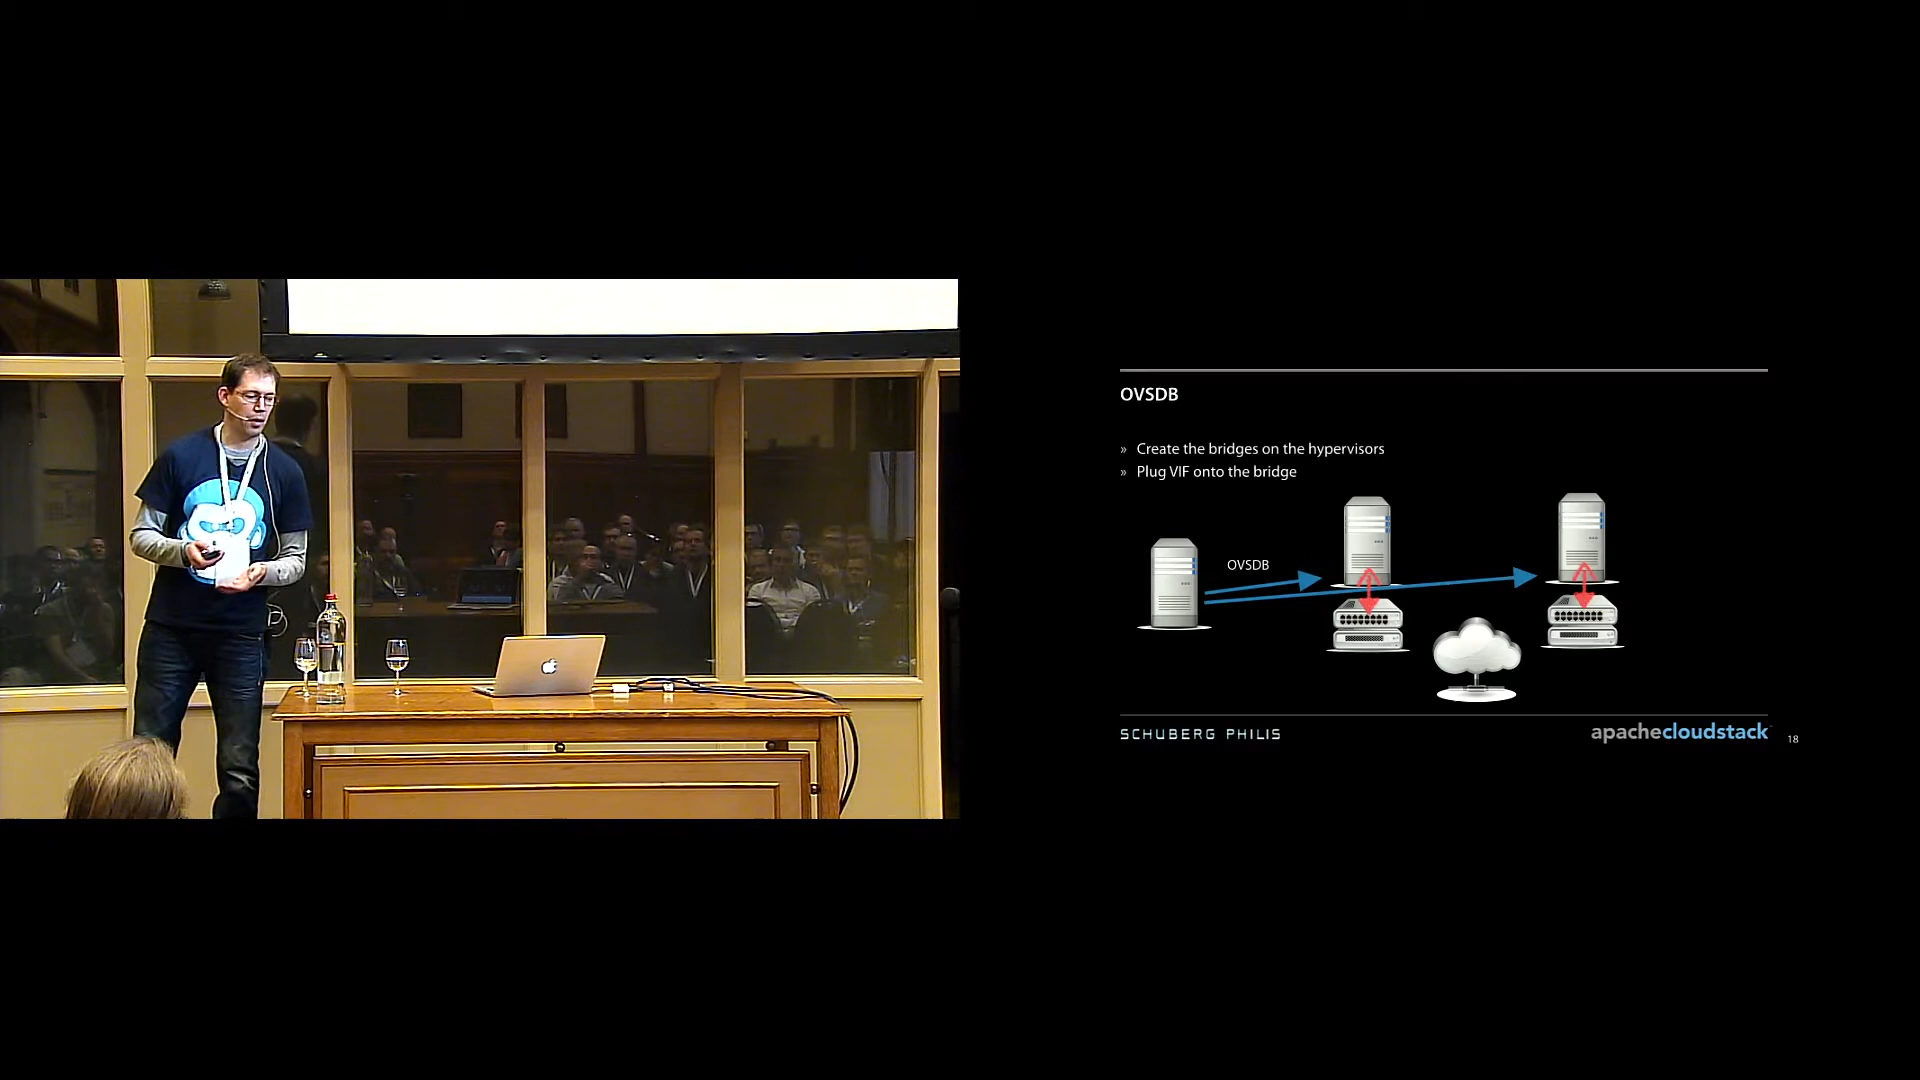 OVSDB
» Create the bridges on the hypervisors
» Plug VIF onto the bridge
OVSDB
SCHUBERG PHILIS
apachecloudstack
18